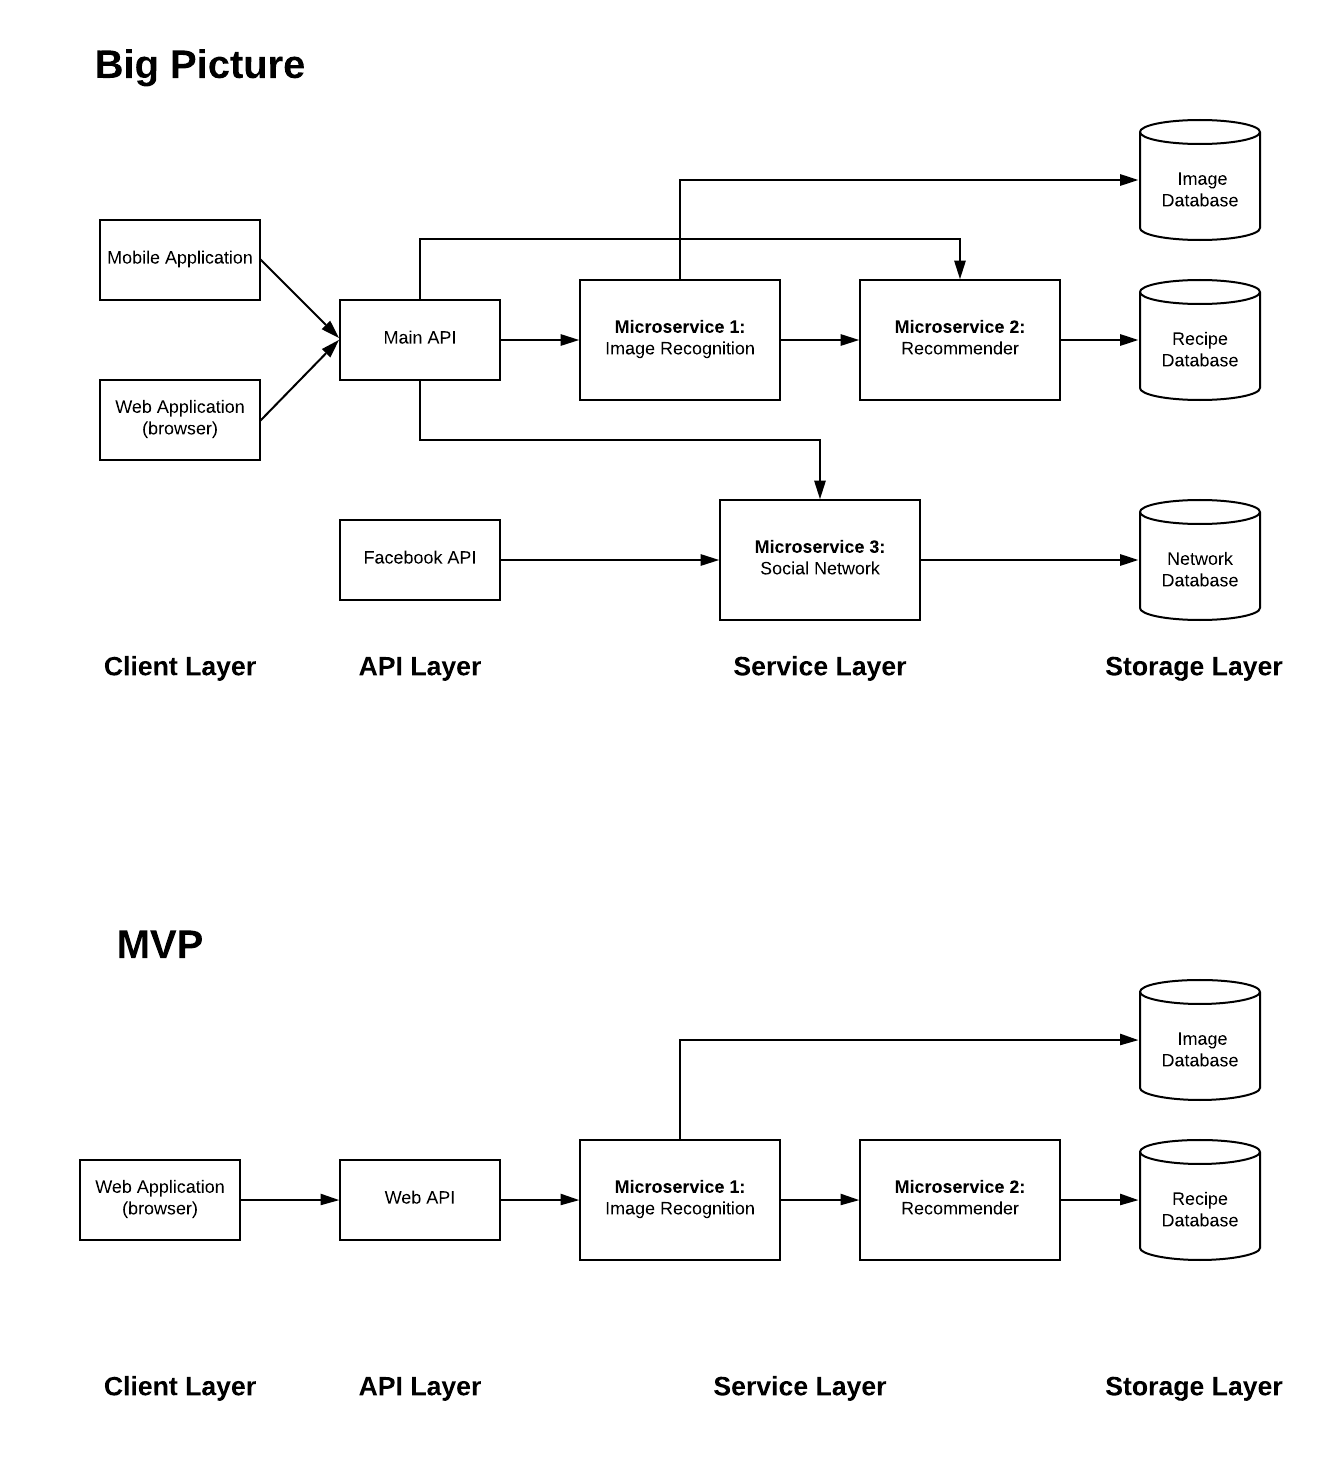 Big Picture
Image
Database
Mobile Application
Main API
Microservice 1:
Image Recognition
Microservice 2:
Recommender
Recipe
Database
Web Application
(browser)
Facebook API
Microservice 3:
Social Network
Network
Database
Client Layer
API Layer
Service Layer
Storage Layer
MVP
Image
Database
Web Application
(browser)
Web API
Microservice 1:
Image Recognition
Microservice 2:
Recommender
Recipe
Database
Client Layer
API Layer
Service Layer
Storage Layer